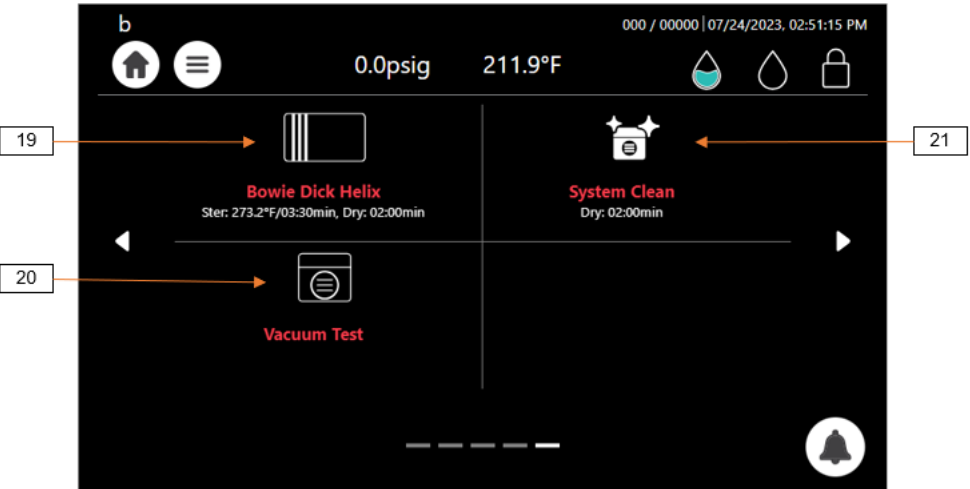 b
000 / 00000 | 07/24/2023, 02:51:15 PM
0.0psig 211.9°F
19
21
Bowie Dick Helix
Ster: 273.2°F/03:30min, Dry: 02:00min
System Clean
Dry: 02:00min
20
Vacuum Test